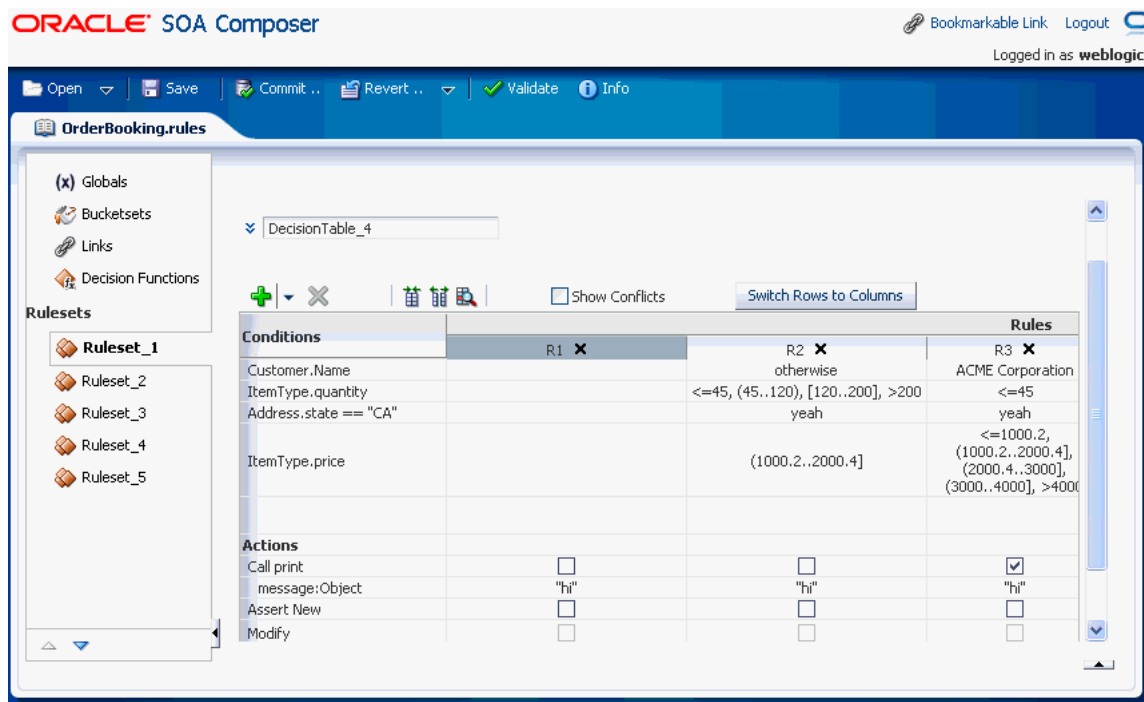 ORACLE SOA Composer
Bookmarkable Link Logout
Logged in as weblogic
Open Save Commit .. Revert .. Validate Info
OrderBooking.rules
(x) Globals
Bucketsets
Links
Decision Functions
Rulesets
Ruleset_1
Ruleset_2
Ruleset_3
Ruleset_4
Ruleset_5
DecisionTable_4
Show Conflicts Switch Rows to Columns
Conditions Rules
R1 R2 R3
Customer.Name otherwise ACME Corporation
ItemType.quantity <=45, (45..120), [120..200], >200 <=45
Address.state == "CA" yeah yeah
ItemType.price (1000.2..2000.4] <=1000.2,
(1000.2..2000.4],
(2000.4..3000],
(3000..4000], >4000
Actions
Call print
message:Object "hi" "hi" "hi"
Assert New
Modify